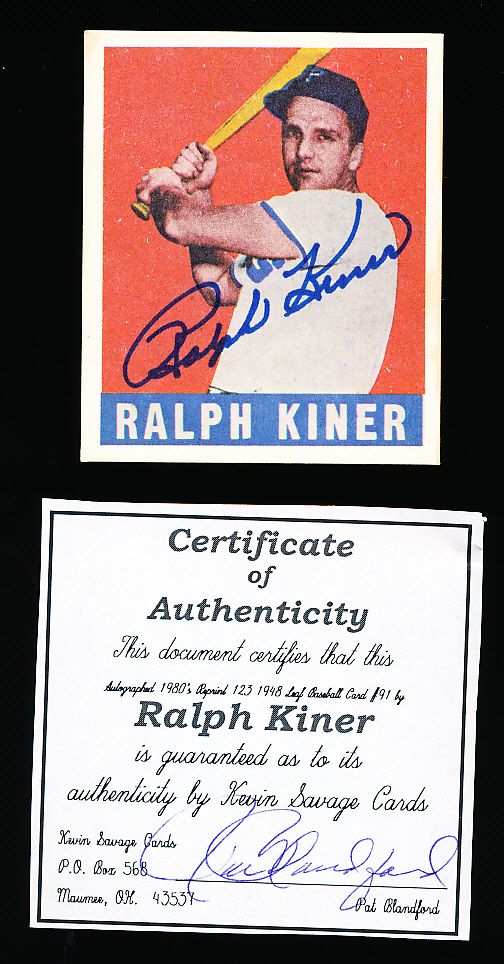 Ralph Kiner
RALPH KINER
Certificate
of
Authenticity
This document certifies that this
Autographed 1980's Reprint 123 1948 Leaf Baseball Card #91 by
Ralph Kiner
is guaranteed as to its
authenticity by Kevin Savage Cards
Kevin Savage Cards
P.O. Box 568
Maumee, OH. 43537
Pat Blandford
Pat Blandford